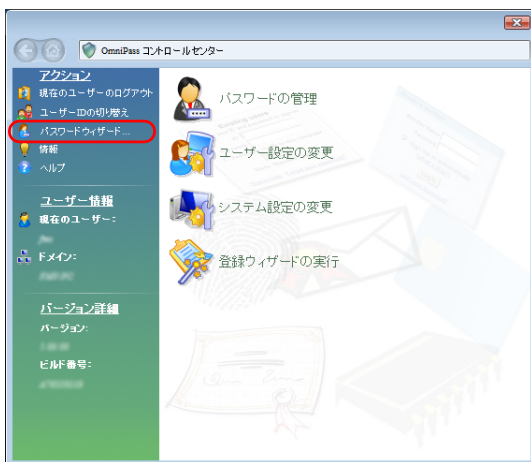 OmniPass コントロールセンター
アクション
現在のユーザーのログアウト
ユーザーIDの切り替え
パスワードウィザード...
情報
ヘルプ
ユーザー情報
現在のユーザー:
ドメイン:
バージョン詳細
バージョン:
ビルド番号:
パスワードの管理
ユーザー設定の変更
システム設定の変更
登録ウィザードの実行